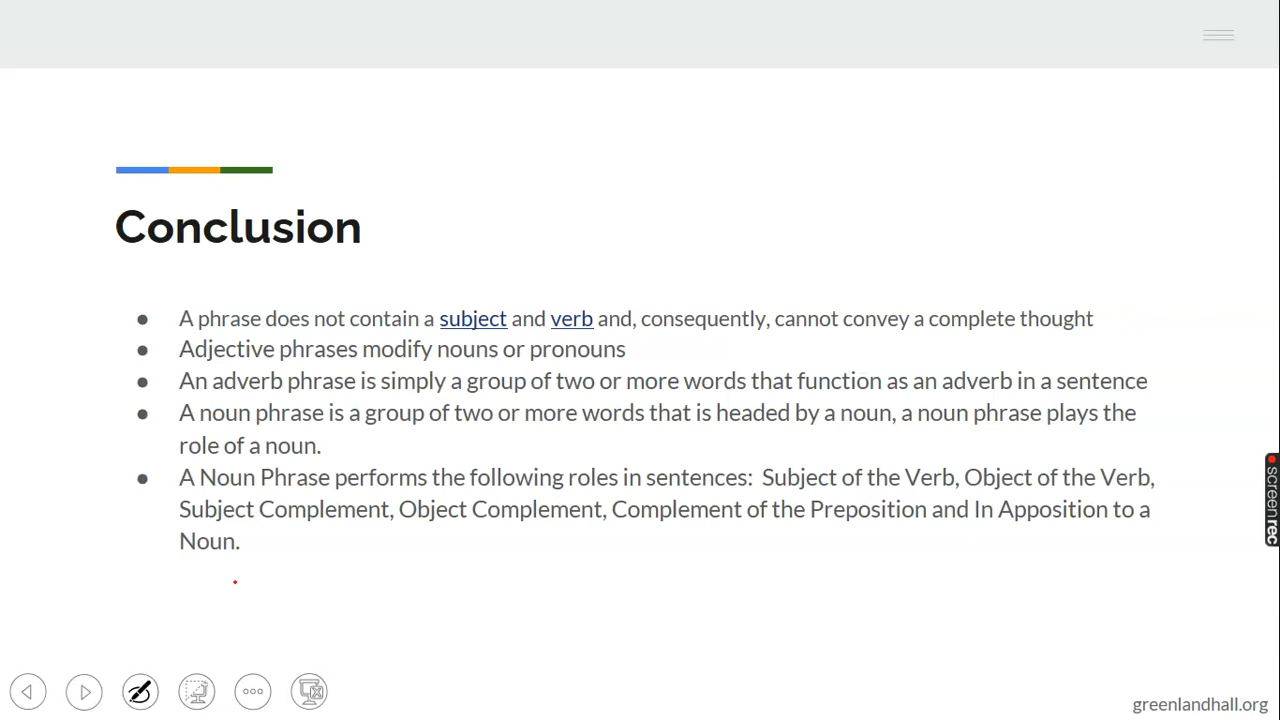 Conclusion
● A phrase does not contain a subject and verb and, consequently, cannot convey a complete thought
● Adjective phrases modify nouns or pronouns
● An adverb phrase is simply a group of two or more words that function as an adverb in a sentence
● A noun phrase is a group of two or more words that is headed by a noun, a noun phrase plays the
role of a noun.
● A Noun Phrase performs the following roles in sentences:  Subject of the Verb, Object of the Verb,
Subject Complement, Object Complement, Complement of the Preposition and In Apposition to a
Noun.
screenrec
greenlandhall.org